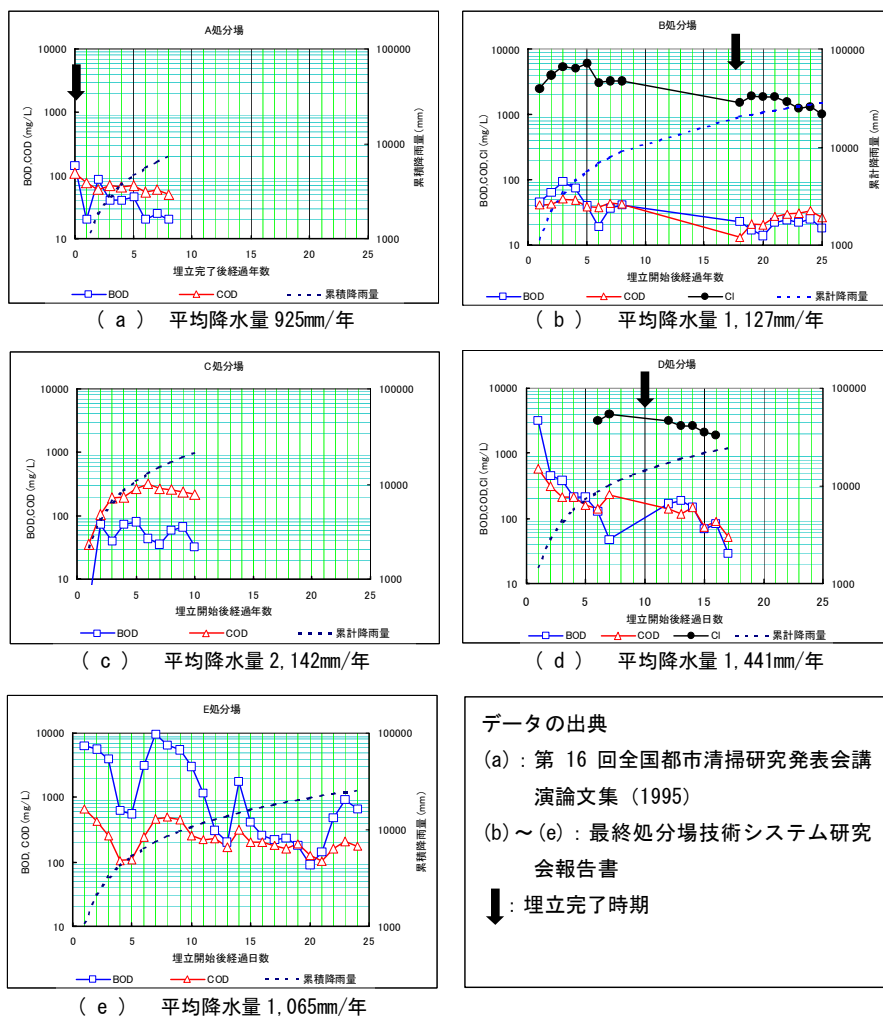 A処分場
10000
1000
100
10
100000
10000
1000
BOD,COD (mg/L)
累積降雨量 (mm)
0 5 10 15 20 25
埋立完了後経過年数
BOD COD 累積降雨量
( a ) 平均降水量 925mm/年
B処分場
10000
1000
100
10
100000
10000
1000
BOD,COD,Cl (mg/L)
累計降雨量 (mm)
0 5 10 15 20 25
埋立開始後経過年数
BOD COD Cl 累計降雨量
( b ) 平均降水量 1,127mm/年
C処分場
10000
1000
100
10
100000
10000
1000
BOD,COD (mg/L)
0 5 10 15 20 25
埋立開始後経過年数
BOD COD 累計降雨量
( c ) 平均降水量 2,142mm/年
D処分場
10000
1000
100
10
100000
10000
1000
BOD,COD,Cl (mg/L)
0 5 10 15 20 25
埋立開始後経過日数
BOD COD Cl 累計降雨量
( d ) 平均降水量 1,441mm/年
E処分場
10000
1000
100
10
100000
10000
1000
BOD, COD (mg/L)
累積降雨量 (mm)
0 5 10 15 20 25
埋立開始後経過日数
BOD COD 累積降雨量
( e ) 平均降水量 1,065mm/年
データの出典
(a)：第 16 回全国都市清掃研究発表会講
演論文集 (1995)
(b)～(e)：最終処分場技術システム研究
会報告書
：埋立完了時期